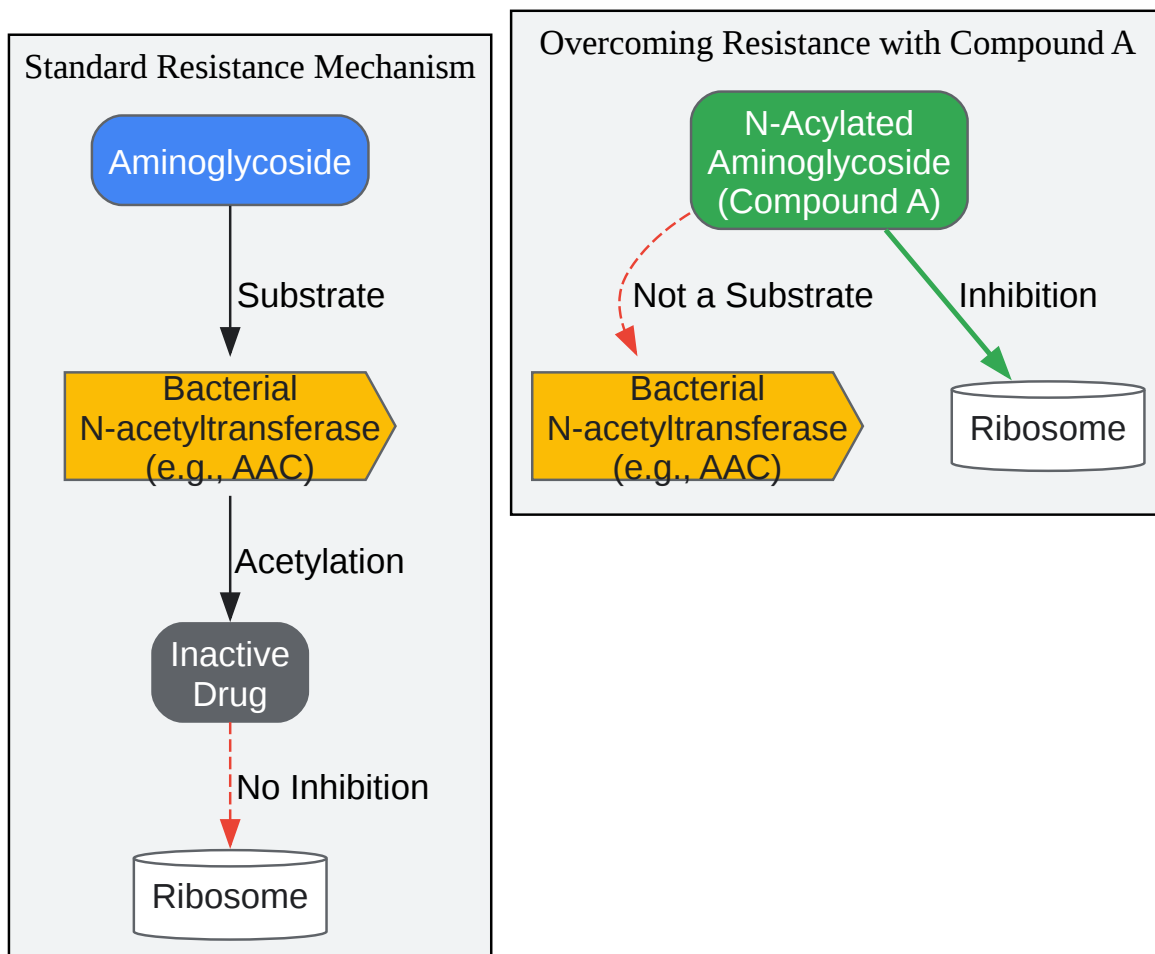 Standard Resistance Mechanism
Aminoglycoside
Substrate
Bacterial
N-acetyltransferase
(e.g., AAC)
Acetylation
Inactive
Drug
No Inhibition
Ribosome
Overcoming Resistance with Compound A
N-Acylated
Aminoglycoside
(Compound A)
Not a Substrate
Inhibition
Bacterial
N-acetyltransferase
(e.g., AAC)
Ribosome